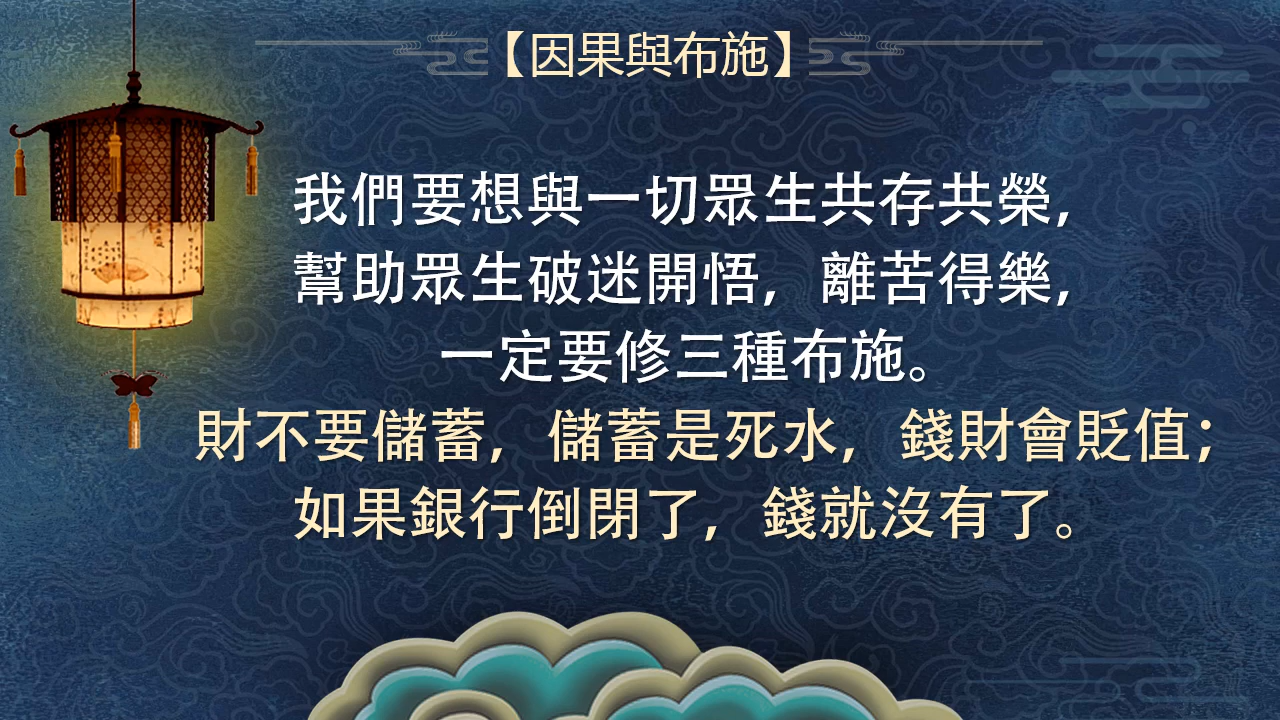 【因果與布施】
我們要想與一切眾生共存共榮，
幫助眾生破迷開悟，離苦得樂，
一定要修三種布施。
財不要儲蓄，儲蓄是死水，錢財會貶值；
如果銀行倒閉了，錢就沒有了。